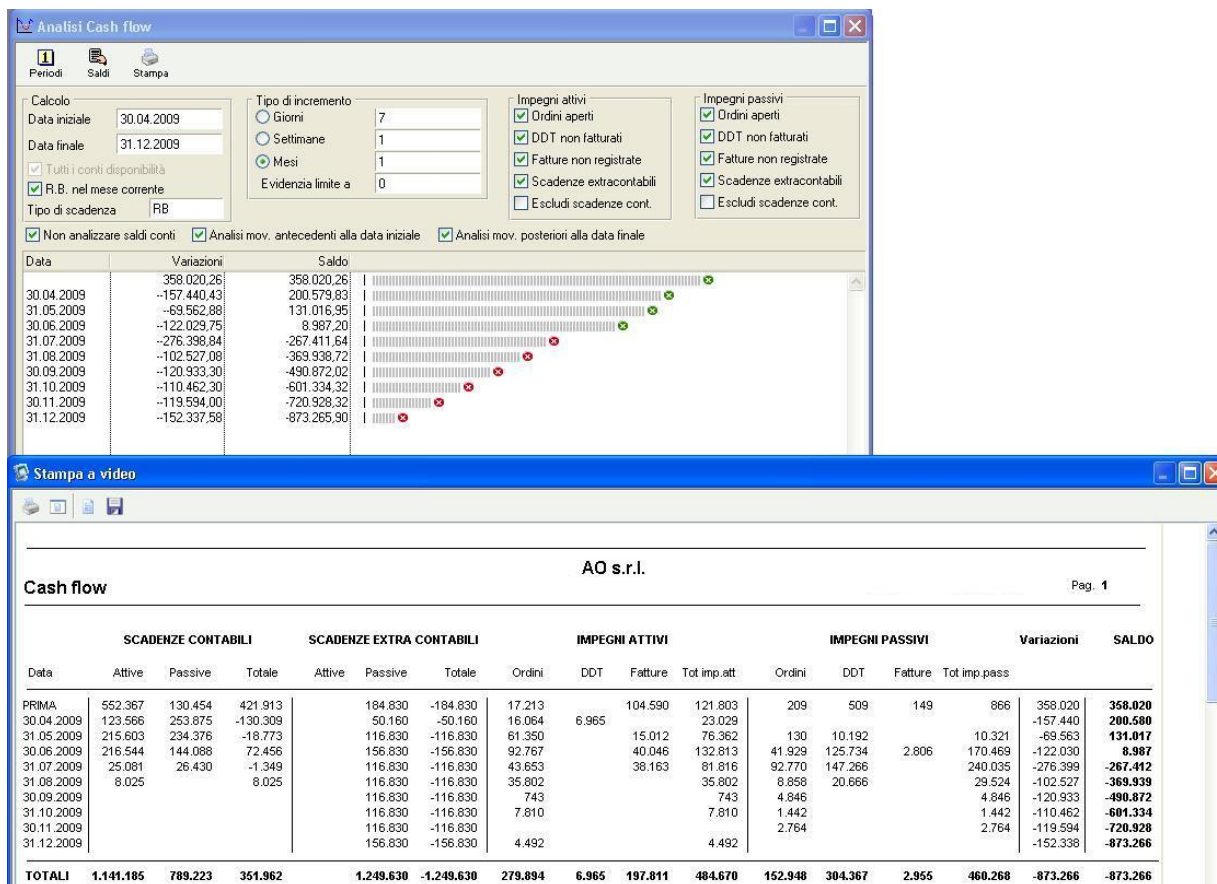 Analisi Cash flow
Periodi Saldi Stampa
Calcolo
Data iniziale 30.04.2009
Data finale 31.12.2009
Tutti i conti disponibilità
R.B. nel mese corrente
Tipo di scadenza RB
Tipo di incremento
Giorni 7
Settimane 1
Mesi 1
Evidenzia limite a 0
Impegni attivi
Ordini aperti
DDT non fatturati
Fatture non registrate
Scadenze extracontabili
Escludi scadenze cont.
Impegni passivi
Ordini aperti
DDT non fatturati
Fatture non registrate
Scadenze extracontabili
Escludi scadenze cont.
Non analizzare saldi conti Analisi mov. antecedenti alla data iniziale Analisi mov. posteriori alla data finale
Data Variazioni Saldo
358.020,26 358.020,26
30.04.2009 --157.440,43 200.579,83
31.05.2009 --69.562,88 131.016,95
30.06.2009 --122.029,75 8.987,20
31.07.2009 --276.398,84 -267.411,64
31.08.2009 --102.527,08 -369.938,72
30.09.2009 --120.933,30 -490.872,02
31.10.2009 --110.462,30 -601.334,32
30.11.2009 --119.594,00 -720.928,32
31.12.2009 --152.337,58 -873.265,90
Stampa a video
AO s.r.l.
Cash flow Pag. 1
SCADENZE CONTABILI SCADENZE EXTRA CONTABILI IMPEGNI ATTIVI IMPEGNI PASSIVI Variazioni SALDO
Data Attive Passive Totale Attive Passive Totale Ordini DDT Fatture Tot imp.att Ordini DDT Fatture Tot imp.pass
PRIMA 552.367 130.454 421.913 184.830 -184.830 17.213 104.590 121.803 209 509 149 866 358.020 358.020
30.04.2009 123.566 253.875 -130.309 50.160 -50.160 16.064 6.965 23.029 -157.440 200.580
31.05.2009 215.603 234.376 -18.773 116.830 -116.830 61.350 15.012 76.362 130 10.192 10.321 -69.563 131.017
30.06.2009 216.544 144.088 72.456 156.830 -156.830 92.767 40.046 132.813 41.929 125.734 2.806 170.469 -122.030 8.987
31.07.2009 25.081 26.430 -1.349 116.830 -116.830 43.653 38.163 81.816 92.770 147.266 240.035 -276.399 -267.412
31.08.2009 8.025 8.025 116.830 -116.830 35.802 35.802 8.858 20.666 29.524 -102.527 -369.939
30.09.2009 116.830 -116.830 743 743 4.846 4.846 -120.933 -490.872
31.10.2009 116.830 -116.830 7.810 7.810 1.442 1.442 -110.462 -601.334
30.11.2009 116.830 -116.830 2.764 2.764 -119.594 -720.928
31.12.2009 156.830 -156.830 4.492 4.492 -152.338 -873.266
TOTALI 1.141.185 789.223 351.962 1.249.630 -1.249.630 279.894 6.965 197.811 484.670 152.948 304.367 2.955 460.268 -873.266 -873.266